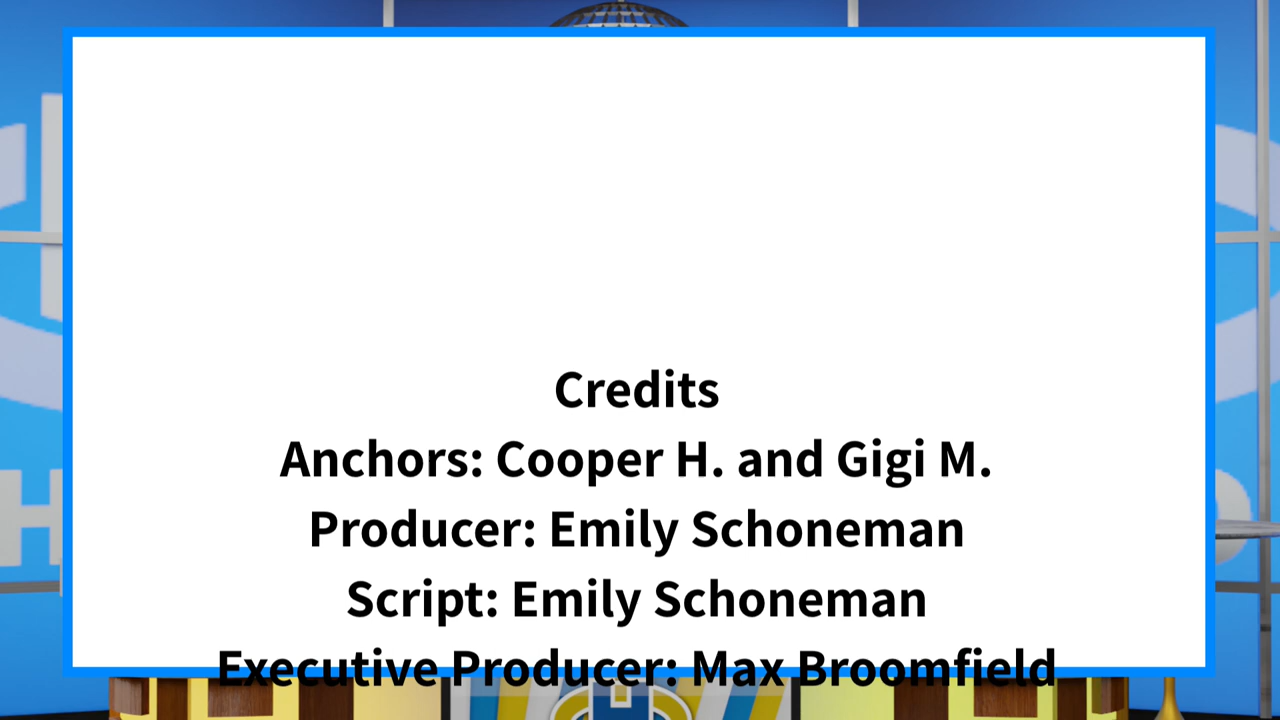 Credits
Anchors: Cooper H. and Gigi M.
Producer: Emily Schoneman
Script: Emily Schoneman
Executive Producer: Max Broomfield